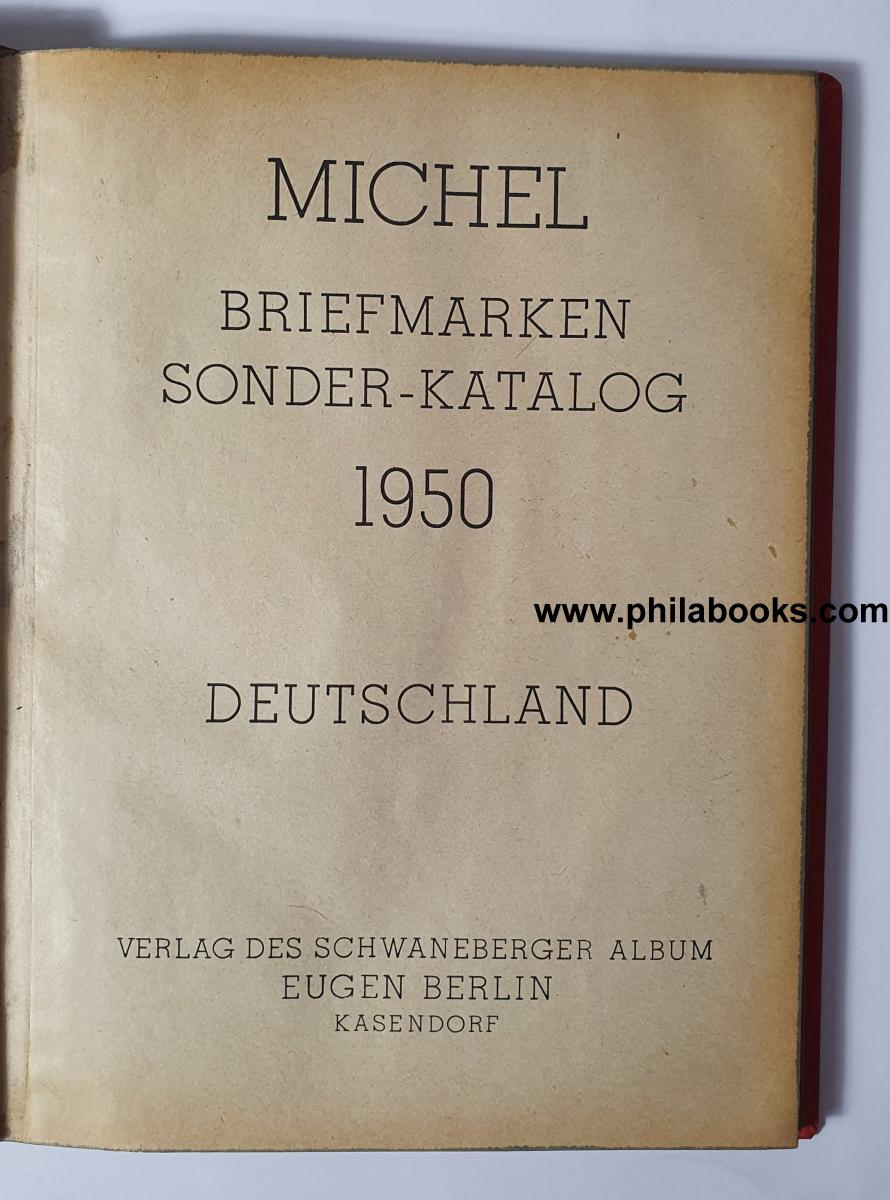 MICHEL
BRIEFMARKEN
SONDER-KATALOG
1950
www.philabooks.com
DEUTSCHLAND
VERLAG DES SCHWANEBERGER ALBUM
EUGEN BERLIN
KASENDORF